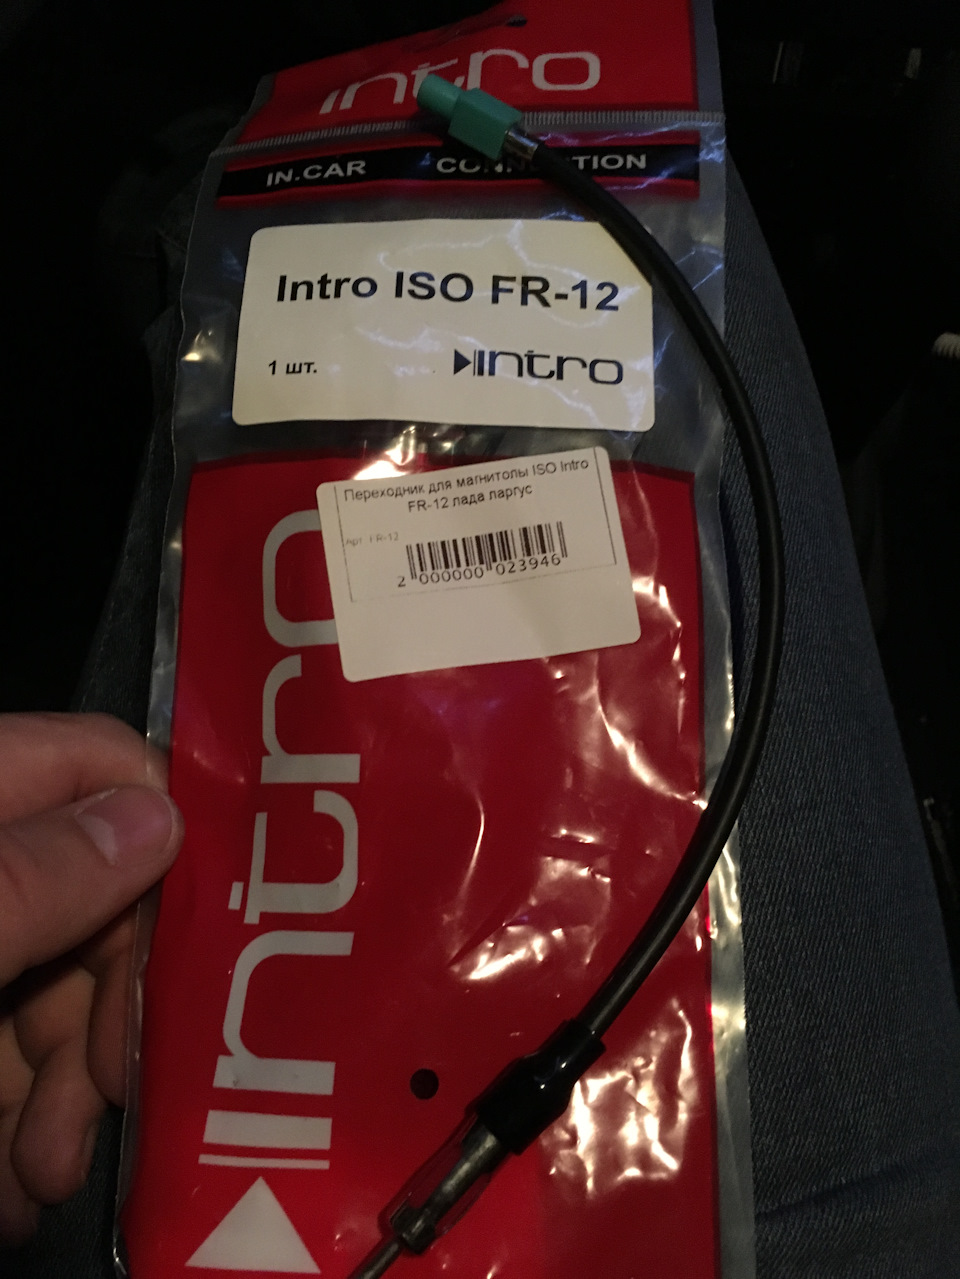 intro
IN.CAR CONNECTION
Intro ISO FR-12
1 шт.
intro
Переходник для магнитолы ISO Intro
FR-12 лада ларгус
Арт. FR-12
2 000000 023946
intro